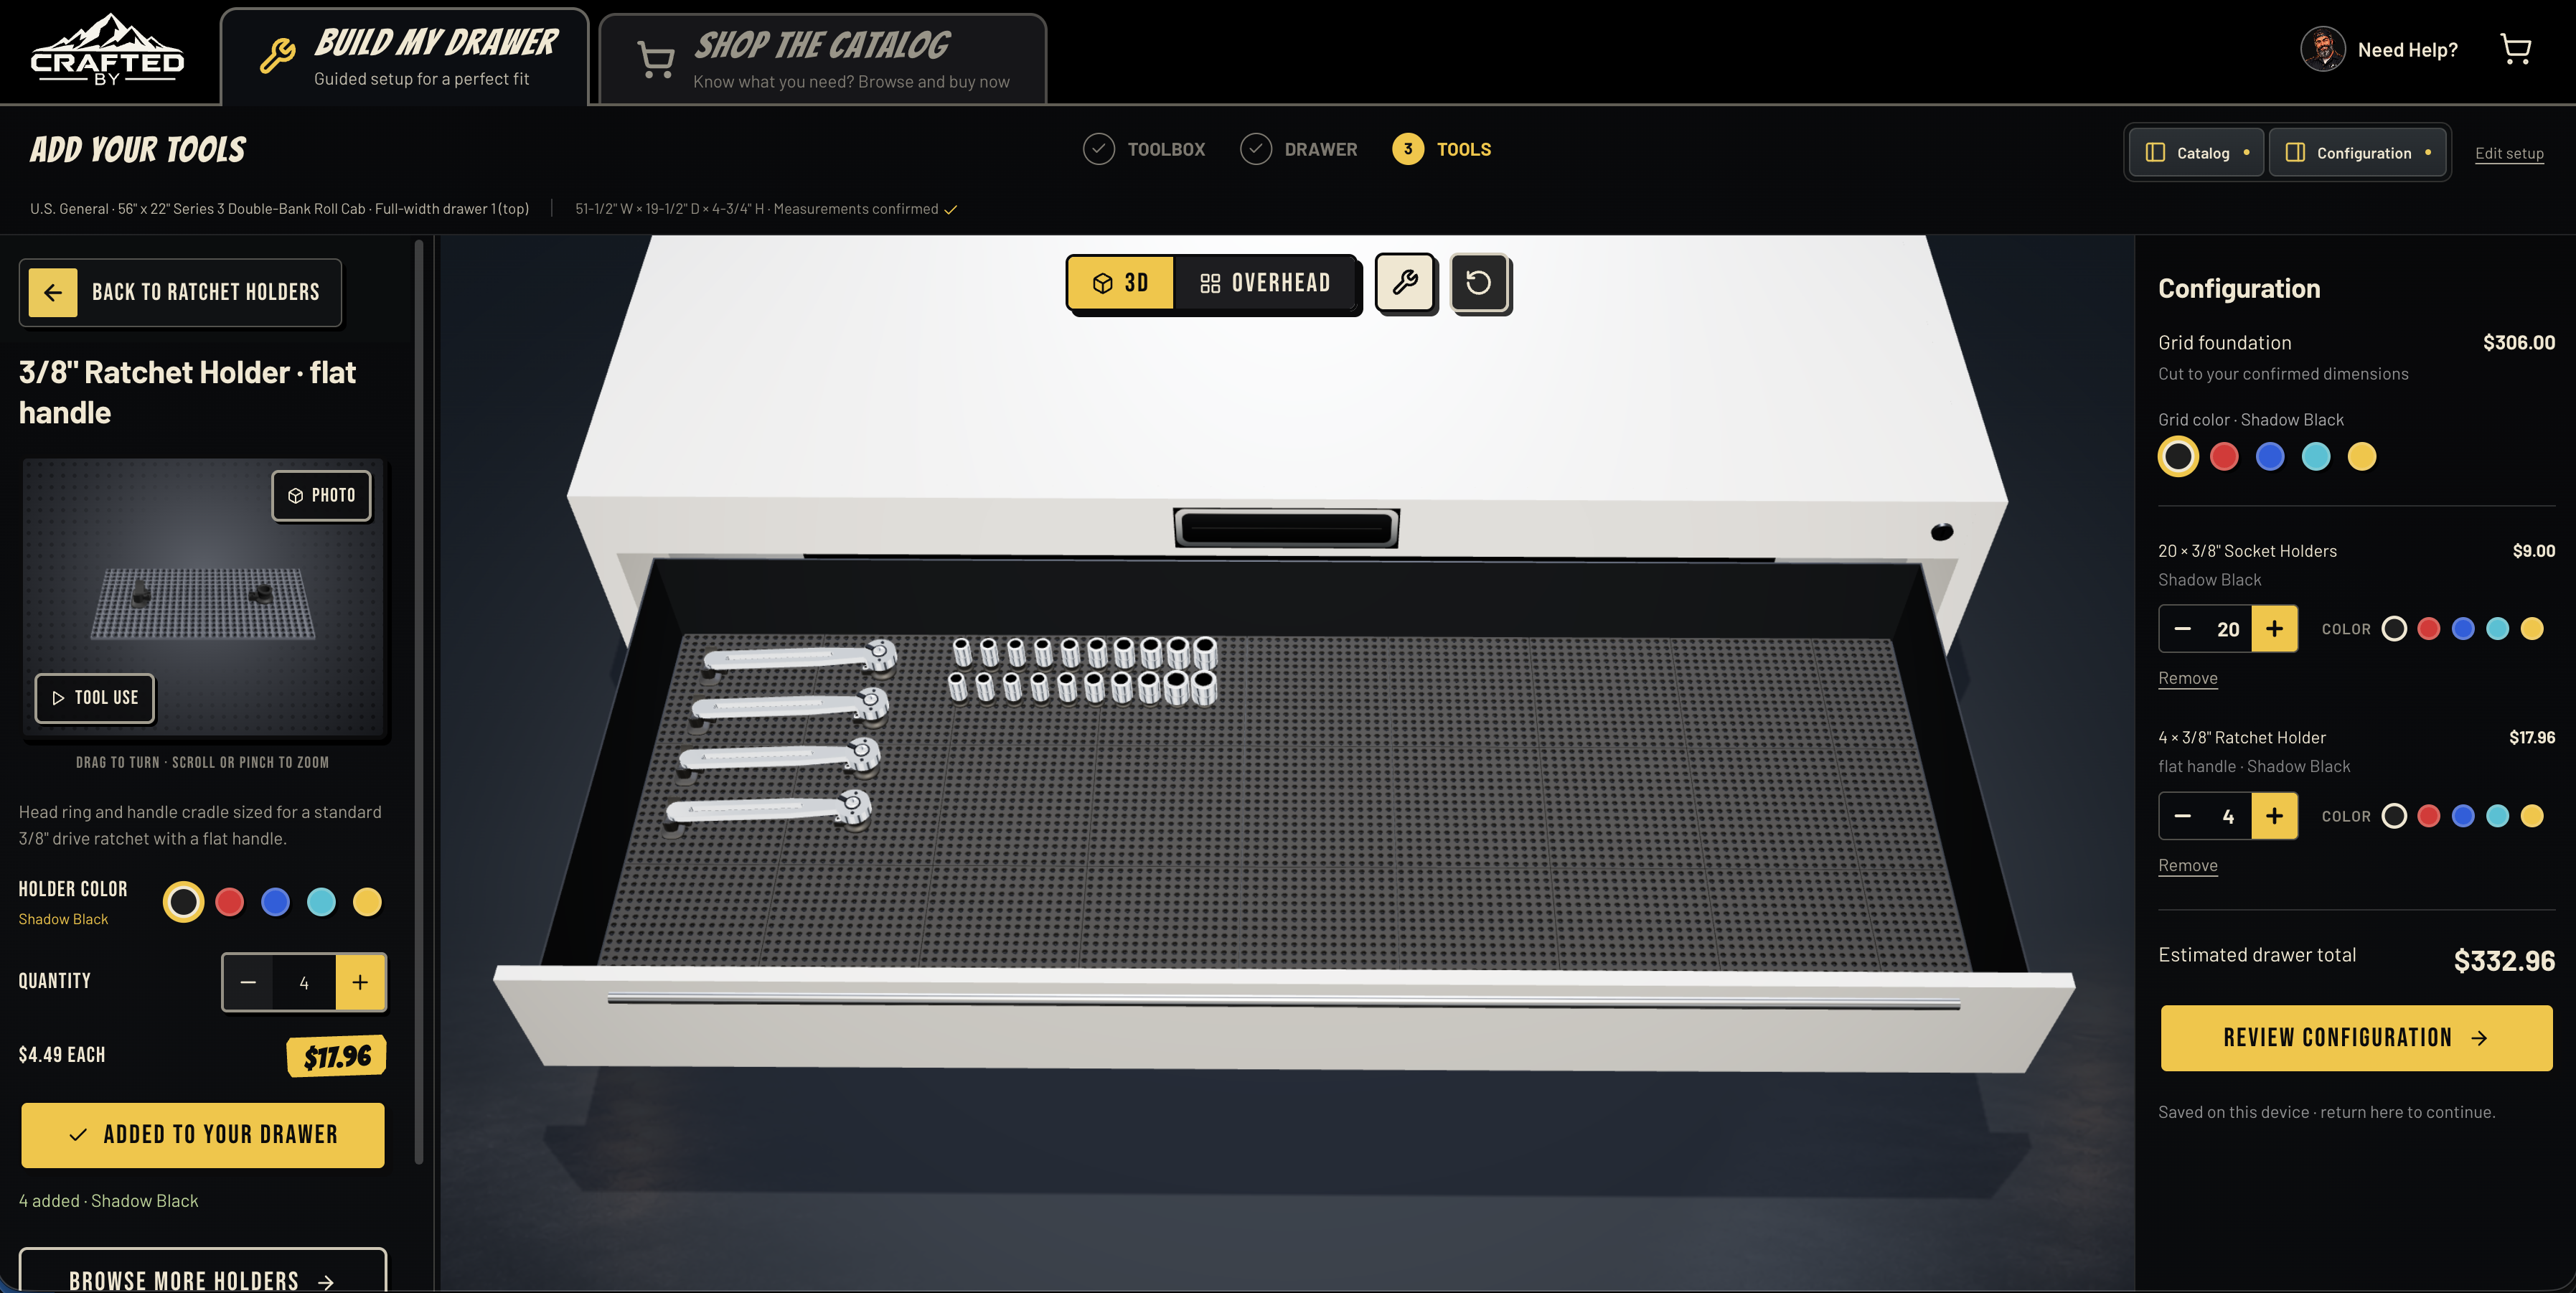 CRAFTED
BY
BUILD MY DRAWER
Guided setup for a perfect fit
SHOP THE CATALOG
Know what you need? Browse and buy now
Need Help?
ADD YOUR TOOLS
TOOLBOX
DRAWER
3 TOOLS
Catalog
Configuration
Edit setup
U.S. General · 56" x 22" Series 3 Double-Bank Roll Cab · Full-width drawer 1 (top)
51-1/2" W × 19-1/2" D × 4-3/4" H · Measurements confirmed
BACK TO RATCHET HOLDERS
3/8" Ratchet Holder · flat
handle
PHOTO
TOOL USE
DRAG TO TURN · SCROLL OR PINCH TO ZOOM
Head ring and handle cradle sized for a standard
3/8" drive ratchet with a flat handle.
HOLDER COLOR
Shadow Black
QUANTITY
4
$4.49 EACH
$17.96
ADDED TO YOUR DRAWER
4 added · Shadow Black
BROWSE MORE HOLDERS
3D
OVERHEAD
Configuration
Grid foundation $306.00
Cut to your confirmed dimensions
Grid color · Shadow Black
20 × 3/8" Socket Holders $9.00
Shadow Black
20 COLOR
Remove
4 × 3/8" Ratchet Holder $17.96
flat handle · Shadow Black
4 COLOR
Remove
Estimated drawer total $332.96
REVIEW CONFIGURATION
Saved on this device · return here to continue.